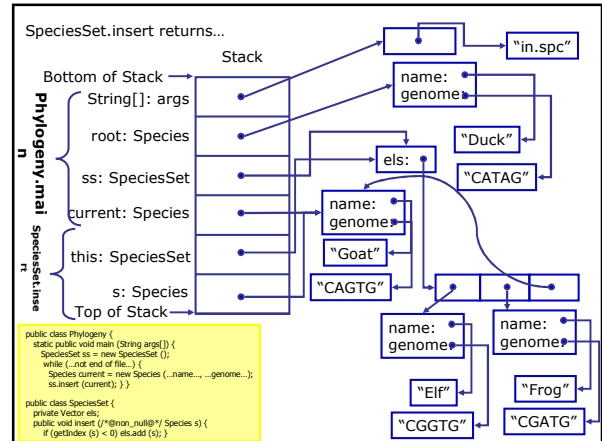 SpeciesSet.insert returns…
Stack
"in.spc"
Bottom of Stack
String[]: args
name:
genome:
root: Species
"Duck"
ss: SpeciesSet
els:
"CATAG"
current: Species
name:
genome:
"Goat"
this: SpeciesSet
"CAGTG"
s: Species
Top of Stack
Phylogeny.mai
n
SpeciesSet.inse
rt
name:
genome:
name:
genome:
"Elf"
"Frog"
"CGGTG"
"CGATG"
public class Phylogeny {
static public void main (String args[]) {
SpeciesSet ss = new SpeciesSet ();
while (…not end of file…) {
Species current = new Species (…name…, …genome…);
ss.insert (current); } }
public class SpeciesSet {
private Vector els;
public void insert (/*@non_null@*/ Species s) {
if (getIndex (s) < 0) els.add (s); }